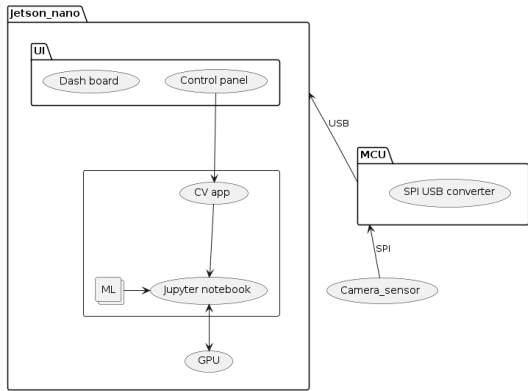 Jetson_nano
UI
Dash board
Control panel
USB
MCU
SPI USB converter
CV app
SPI
ML
Jupyter notebook
Camera_sensor
GPU